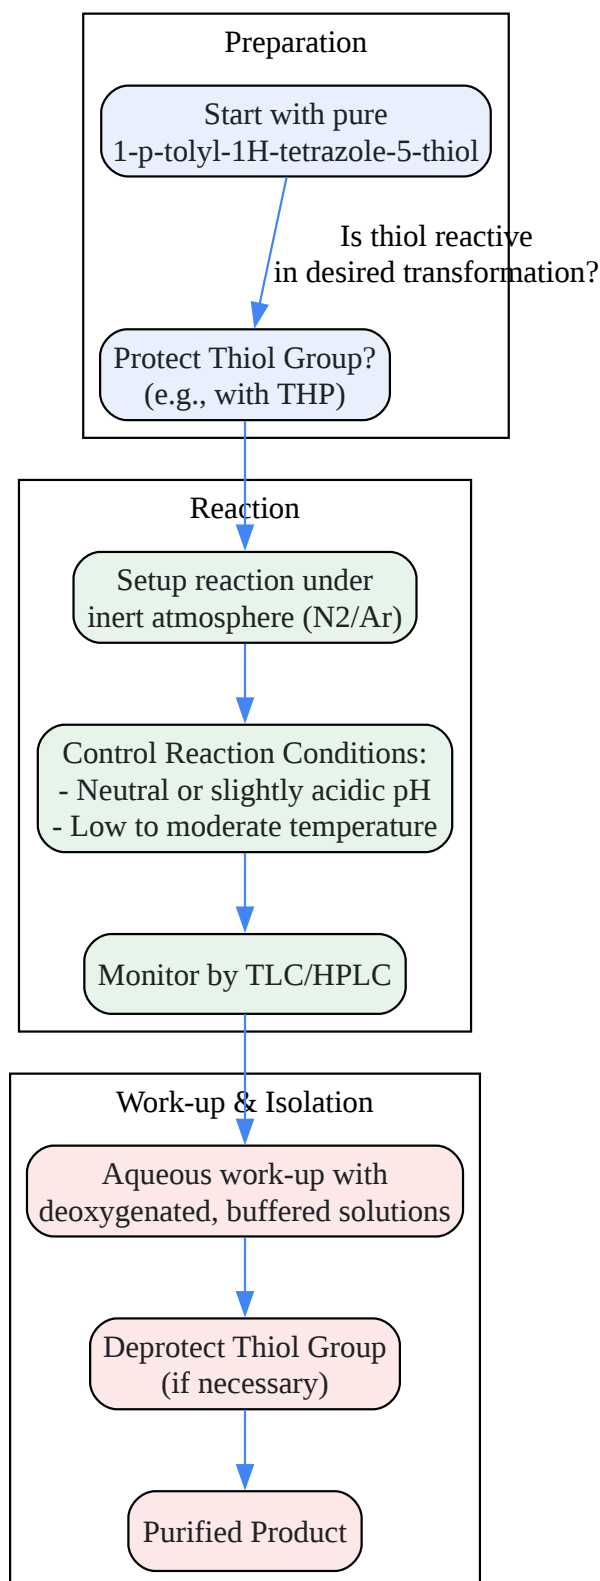 Preparation
Start with pure
1-p-tolyl-1H-tetrazole-5-thiol
Is thiol reactive
in desired transformation?
Protect Thiol Group?
(e.g., with THP)
Reaction
Setup reaction under
inert atmosphere (N2/Ar)
Control Reaction Conditions:
- Neutral or slightly acidic pH
- Low to moderate temperature
Monitor by TLC/HPLC
Work-up & Isolation
Aqueous work-up with
deoxygenated, buffered solutions
Deprotect Thiol Group
(if necessary)
Purified Product